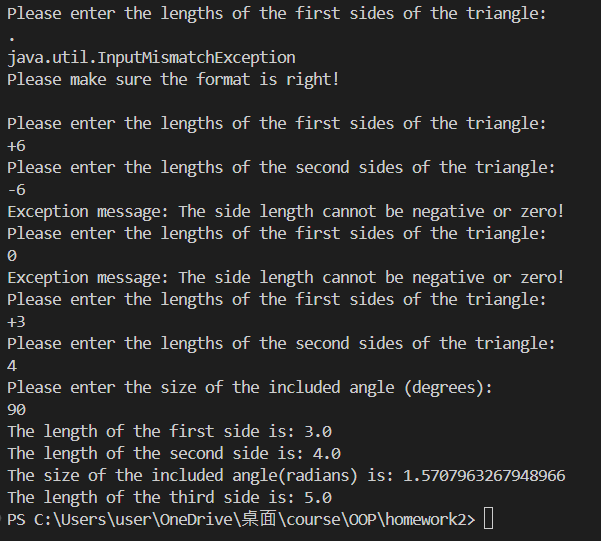 Please enter the lengths of the first sides of the triangle:
.
java.util.InputMismatchException
Please make sure the format is right!
Please enter the lengths of the first sides of the triangle:
+6
Please enter the lengths of the second sides of the triangle:
-6
Exception message: The side length cannot be negative or zero!
Please enter the lengths of the first sides of the triangle:
0
Exception message: The side length cannot be negative or zero!
Please enter the lengths of the first sides of the triangle:
+3
Please enter the lengths of the second sides of the triangle:
4
Please enter the size of the included angle (degrees):
90
The length of the first side is: 3.0
The length of the second side is: 4.0
The size of the included angle(radians) is: 1.5707963267948966
The length of the third side is: 5.0
PS C:\Users\user\OneDrive\桌面\course\OOP\homework2>